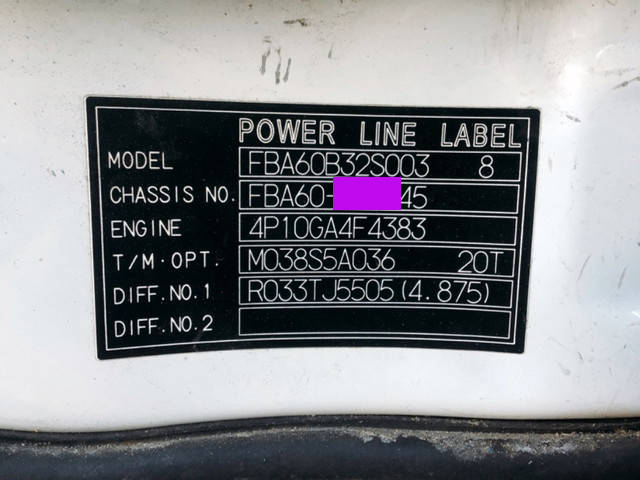 POWER LINE LABEL
MODEL FBA60B32S003 8
CHASSIS NO. FBA60- 45
ENGINE 4P10GA4F4383
T/M·OPT. M038S5A036 20T
DIFF.NO.1 R033TJ5505(4.875)
DIFF.NO.2